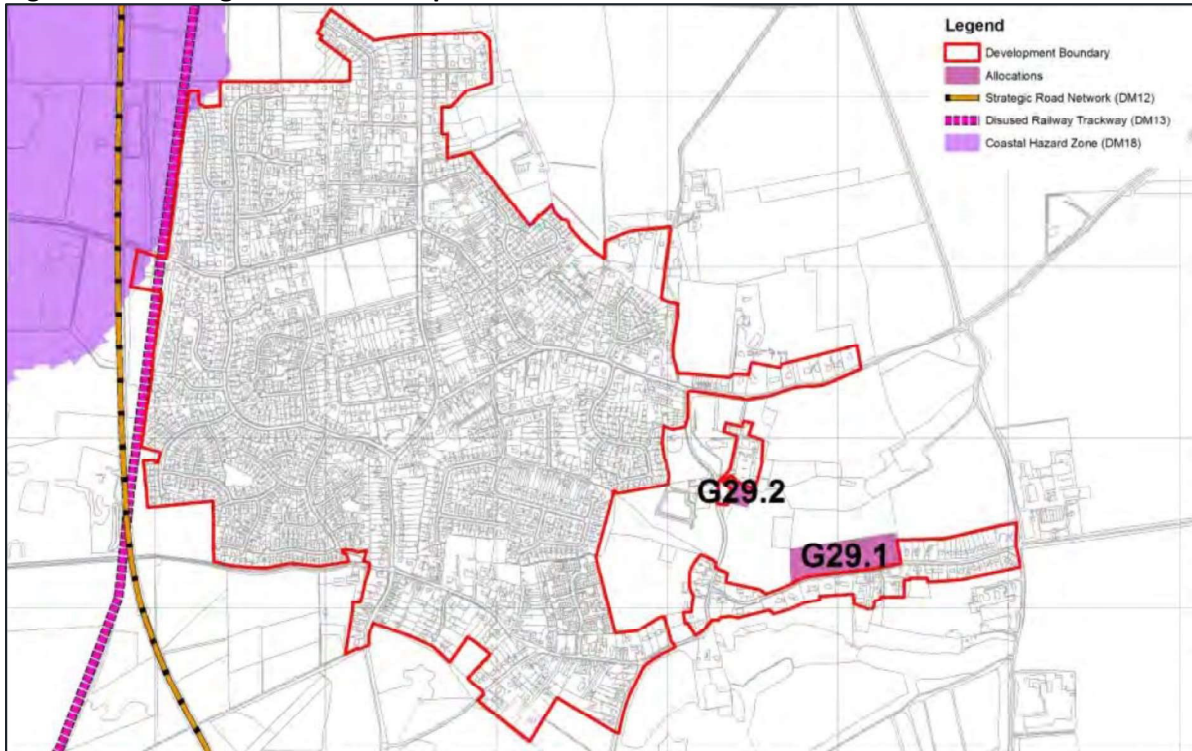 Legend
Development Boundary
Allocations
Strategic Road Network (DM12)
Disused Railway Trackway (DM13)
Coastal Hazard Zone (DM18)
G29.2
G29.1